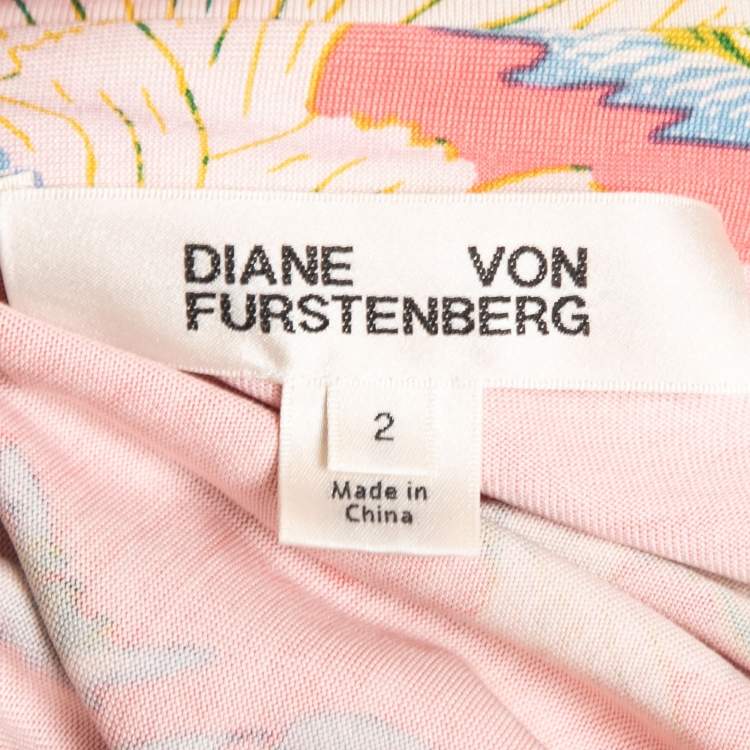 DIANE VON
FURSTENBERG
2
Made in
China